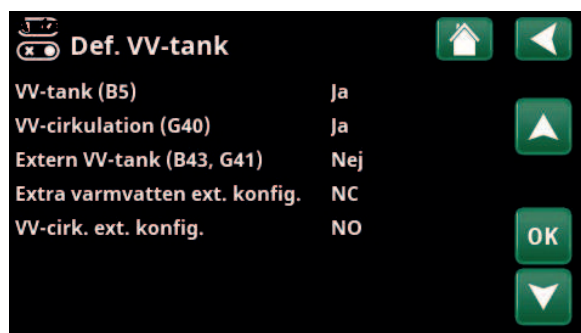 Def. VV-tank
VV-tank (B5) Ja
VV-cirkulation (G40) Ja
Extern VV-tank (B43, G41) Nej
Extra varmvatten ext. konfig. NC
VV-cirk. ext. konfig. NO
OK